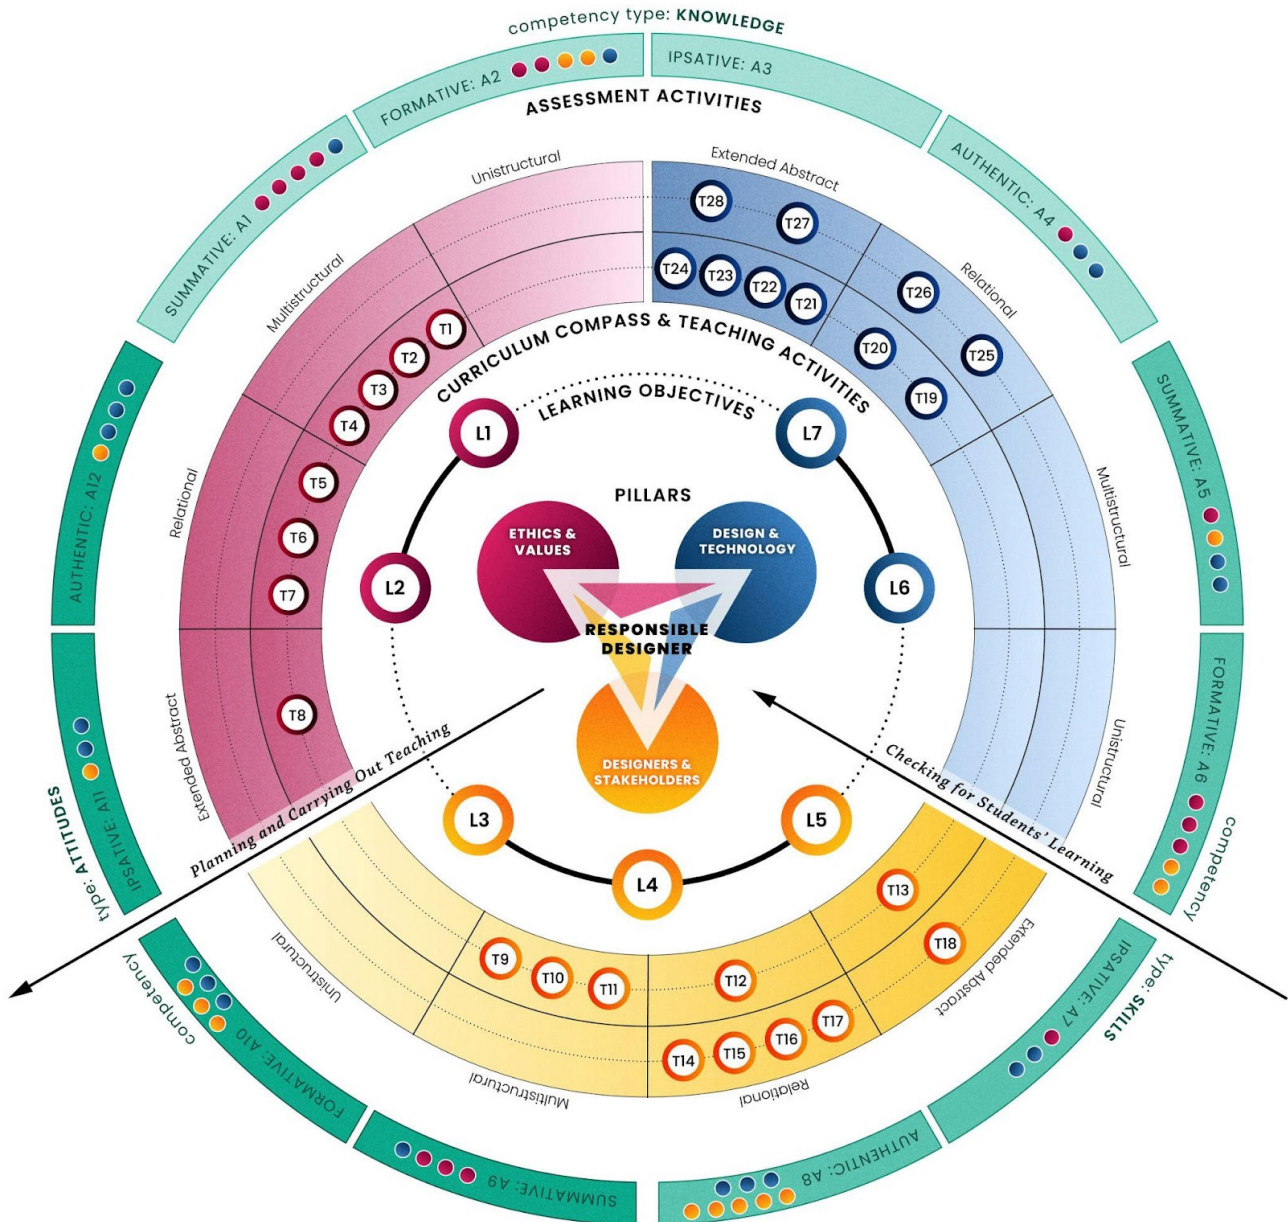 competency type: KNOWLEDGE
FORMATIVE: A2
IPSATIVE: A3
ASSESSMENT ACTIVITIES
SUMMATIVE: A1
AUTHENTIC: A4
Unistructural
Extended Abstract
Multistructural
Relational
T28
T27
T26
T25
T24
T23
T22
T21
T20
T19
T1
T2
T3
T4
T5
T6
T7
T8
CURRICULUM COMPASS & TEACHING ACTIVITIES
LEARNING OBJECTIVES
L1
L7
L2
L6
PILLARS
ETHICS &
VALUES
DESIGN &
TECHNOLOGY
RESPONSIBLE
DESIGNER
DESIGNERS &
STAKEHOLDERS
L3
L4
L5
AUTHENTIC: A12
Relational
Multistructural
SUMMATIVE: A5
Extended Abstract
Unistructural
FORMATIVE: A6
Planning and Carrying Out Teaching
Checking for Students' Learning
IPSATIVE: A11
competency
type: ATTITUDES
competency
type: SKILLS
T9
T10
T11
T12
T13
T14
T15
T16
T17
T18
Unistructural
Multistructural
Relational
Extended Abstract
IPSATIVE: A7
AUTHENTIC: A8
SUMMATIVE: A9
FORMATIVE: A10